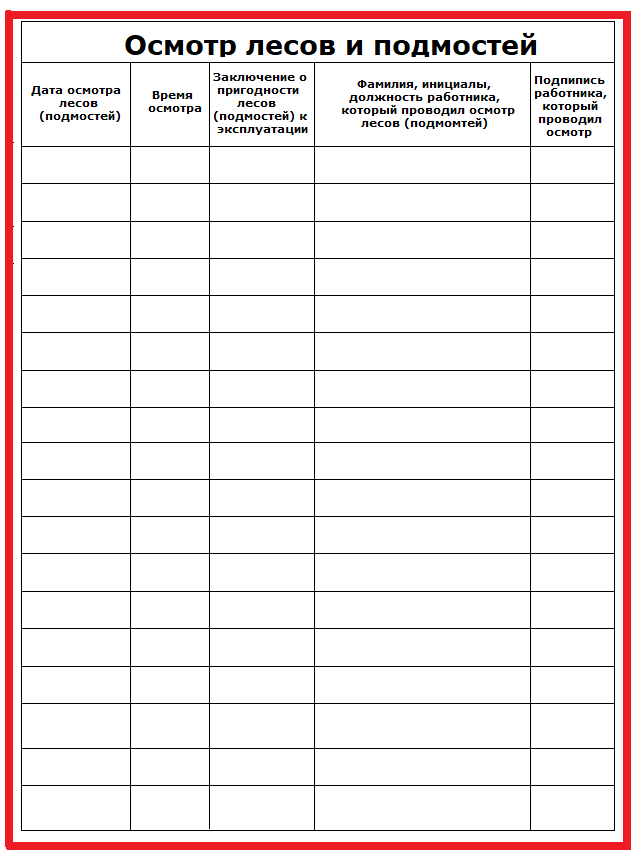 Осмотр лесов и подмостей
Дата осмотра
лесов
(подмостей)
Время
осмотра
Заключение о
пригодности
лесов
(подмостей) к
эксплуатации
Фамилия, инициалы,
должность работника,
который проводил осмотр
лесов (подмомтей)
Подпипись
работника,
который
проводил
осмотр